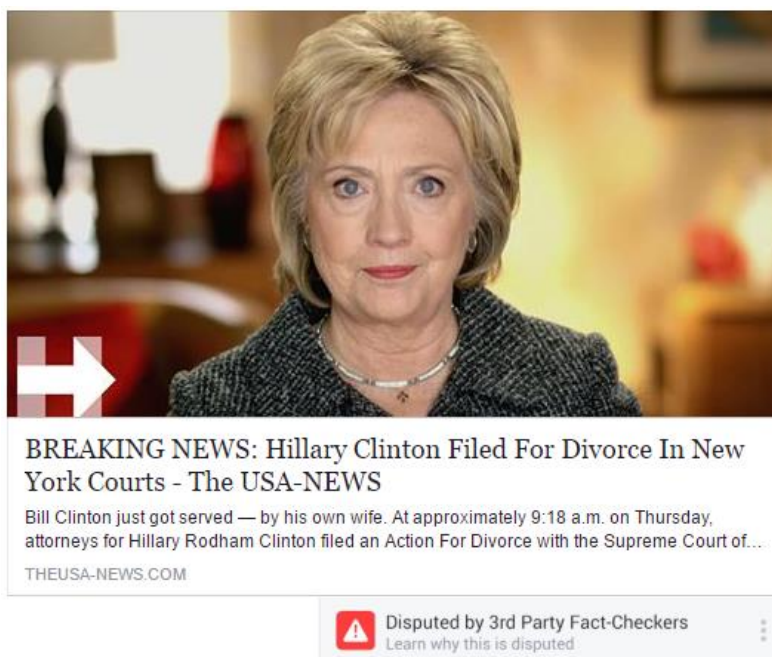 BREAKING NEWS: Hillary Clinton Filed For Divorce In New
York Courts - The USA-NEWS
Bill Clinton just got served — by his own wife. At approximately 9:18 a.m. on Thursday,
attorneys for Hillary Rodham Clinton filed an Action For Divorce with the Supreme Court of...
THEUSA-NEWS.COM
Disputed by 3rd Party Fact-Checkers
Learn why this is disputed